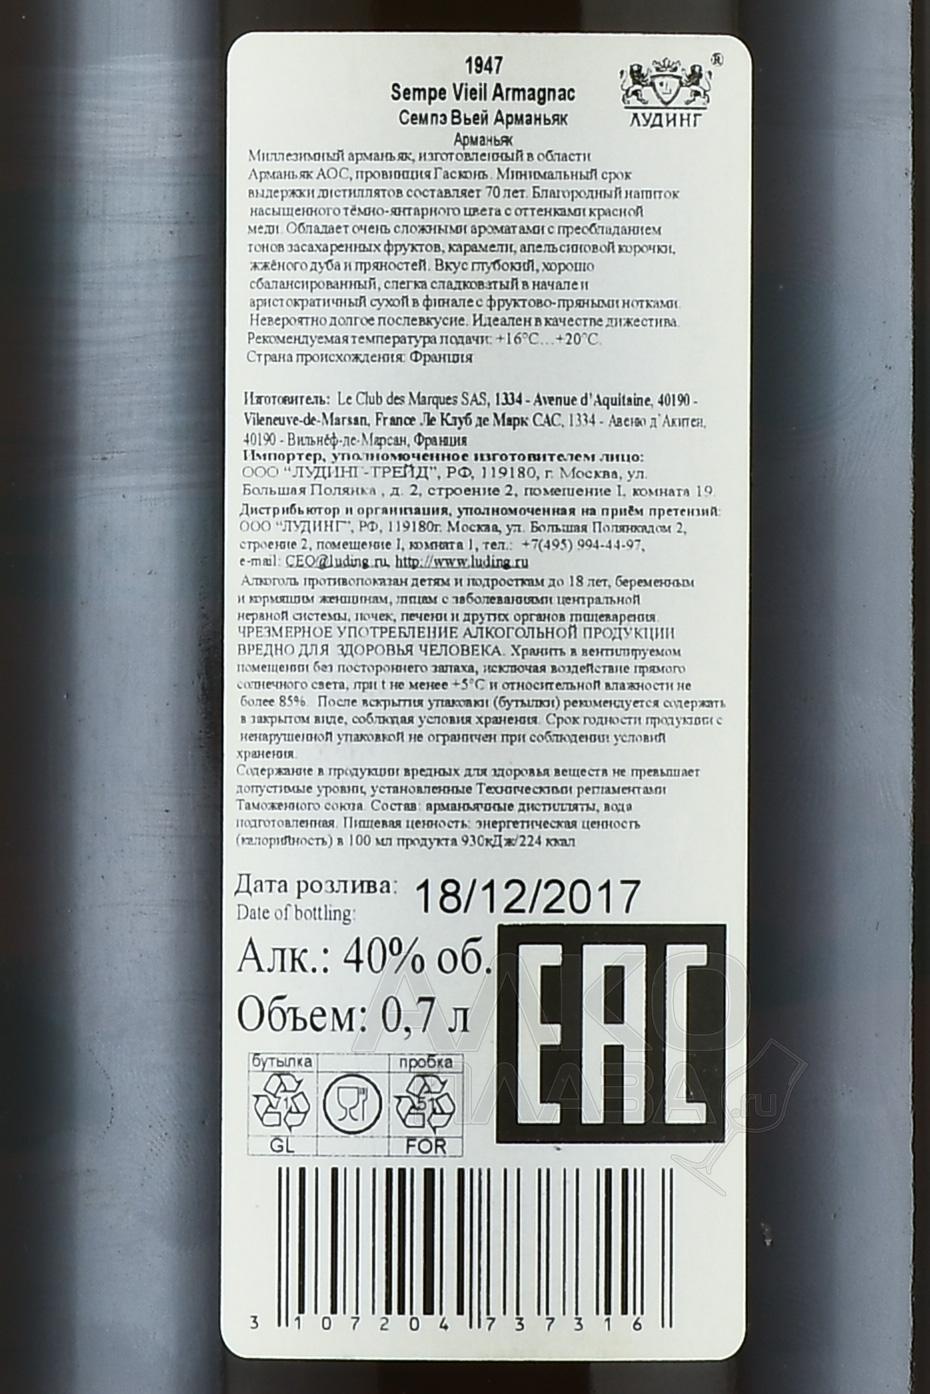 1947
Sempe Vieil Armagnac
Семпэ Вьей Арманьяк
Арманьяк
ЛУДИНГ ®
Миллезимный арманьяк, изготовленный в области
Арманьяк АОС, провинция Гасконь. Минимальный срок
выдержки дистиллятов составляет 70 лет. Благородный напиток
насыщенного тёмно-янтарного цвета с оттенками красной
меди. Обладает очень сложными ароматами с преобладанием
тонов засахаренных фруктов, карамели, апельсиновой корочки,
жжёного дуба и пряностей. Вкус глубокий, хорошо
сбалансированный, слегка сладковатый в начале и
аристократичный сухой в финале с фруктово-пряными нотками.
Невероятно долгое послевкусие. Идеален в качестве дижестива.
Рекомендуемая температура подачи: +16°С...+20°С.
Страна происхождения: Франция
Изготовитель: Le Club des Marques SAS, 1334 - Avenue d'Aquitaine, 40190 -
Vileneuve-de-Marsan, France Ле Клуб де Марк САС, 1334 - Авеню д'Акитен,
40190 - Вильнёф-ле-Марсан, Франция
Импортер, уполномоченное изготовителем лицо:
ООО "ЛУДИНГ-ТРЕЙД", РФ, 119180, г. Москва, ул.
Большая Полянка , д. 2, строение 2, помещение I, комната 19.
Дистрибьютор и организация, уполномоченная на приём претензий:
ООО "ЛУДИНГ", РФ, 119180г. Москва, ул. Большая Полянкадом 2,
строение 2, помещение I, комната 1, тел.: +7(495) 994-44-97,
e-mail: CEO@luding.ru, http://www.luding.ru
Алкоголь противопоказан детям и подросткам до 18 лет, беременным
и кормящим женщинам, лицам с заболеваниями центральной
нервной системы, почек, печени и других органов пищеварения.
ЧРЕЗМЕРНОЕ УПОТРЕБЛЕНИЕ АЛКОГОЛЬНОЙ ПРОДУКЦИИ
ВРЕДНО ДЛЯ ЗДОРОВЬЯ ЧЕЛОВЕКА. Хранить в вентилируемом
помещении без постороннего запаха, исключая воздействие прямого
солнечного света, при t не менее +5°С и относительной влажности не
более 85%. После вскрытия упаковки (бутылки) рекомендуется содержать
в закрытом виде, соблюдая условия хранения. Срок годности продукции с
ненарушенной упаковкой не ограничен при соблюдении условий
хранения.
Содержание в продукции вредных для здоровья веществ не превышает
допустимые уровни, установленные Техническими регламентами
Таможенного союза. Состав: арманьячные дистилляты, вода
подготовленная. Пищевая ценность: энергетическая ценность
(калорийность) в 100 мл продукта 930кДж/224 ккал
Дата розлива: 18/12/2017
Date of bottling:
Алк.: 40% об.
Объем: 0,7 л
EAC
бутылка пробка
71 51
GL FOR
3107204737316
АЛКО
ПЛАЗА.ru